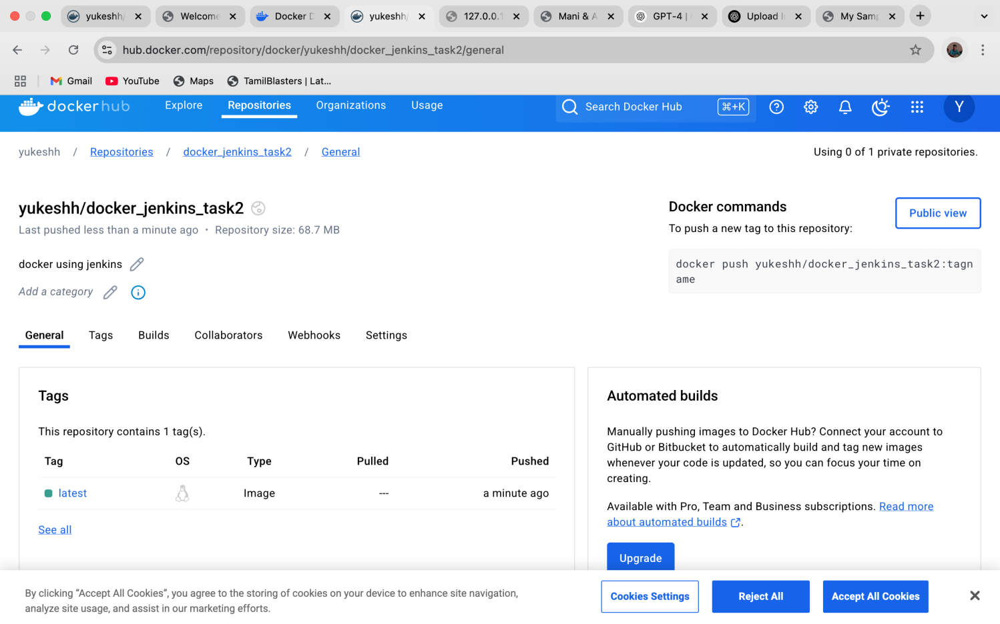 yukeshh/
Welcome
Docker D
yukeshh/
127.0.0.1
Mani & A
GPT-4 |
Upload I
My Sam
hub.docker.com/repository/docker/yukeshh/docker_jenkins_task2/general
Gmail
YouTube
Maps
TamilBlasters | Lat...
dockerhub
Explore
Repositories
Organizations
Usage
Search Docker Hub
⌘+K
Y
yukeshh / Repositories / docker_jenkins_task2 / General
Using 0 of 1 private repositories.
yukeshh/docker_jenkins_task2
Last pushed less than a minute ago • Repository size: 68.7 MB
docker using jenkins
Add a category
Docker commands
To push a new tag to this repository:
Public view
docker push yukeshh/docker_jenkins_task2:tagn
ame
General
Tags
Builds
Collaborators
Webhooks
Settings
Tags
This repository contains 1 tag(s).
Tag OS Type Pulled Pushed
latest Image --- a minute ago
See all
Automated builds
Manually pushing images to Docker Hub? Connect your account to
GitHub or Bitbucket to automatically build and tag new images
whenever your code is updated, so you can focus your time on
creating.
Available with Pro, Team and Business subscriptions. Read more
about automated builds .
Upgrade
By clicking “Accept All Cookies”, you agree to the storing of cookies on your device to enhance site navigation,
analyze site usage, and assist in our marketing efforts.
Cookies Settings
Reject All
Accept All Cookies